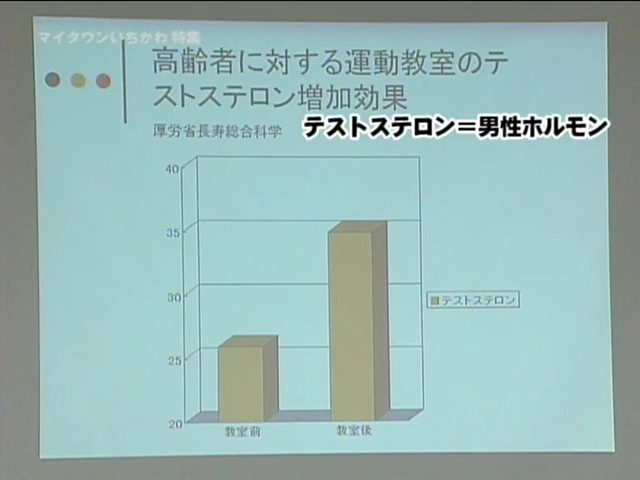 マイタウンいちかわ 特集
高齢者に対する運動教室のテ
ストステロン増加効果
厚労省長寿総合科学
テストステロン＝男性ホルモン
40
35
30
25
20
テストステロン
教室前
教室後